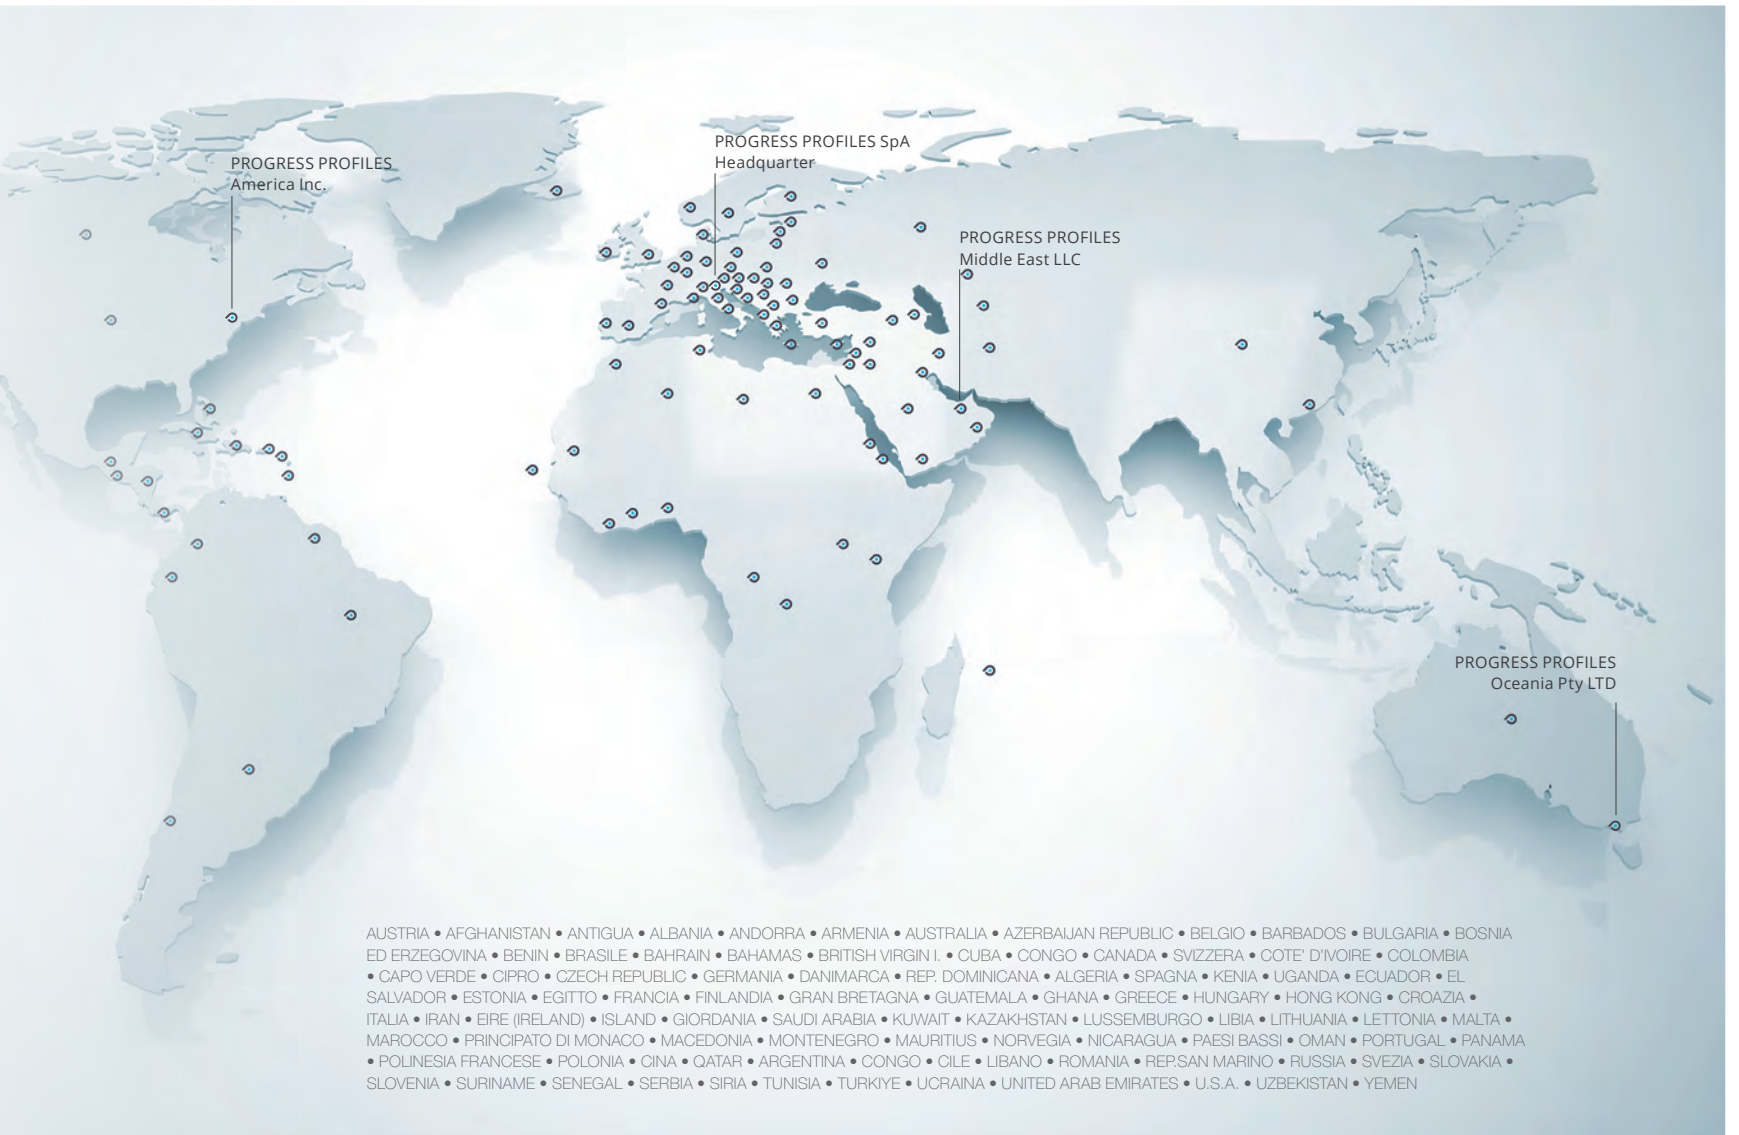 PROGRESS PROFILES SpA
Headquarter
PROGRESS PROFILES
America Inc.
PROGRESS PROFILES
Middle East LLC
PROGRESS PROFILES
Oceania Pty LTD
AUSTRIA • AFGHANISTAN • ANTIGUA • ALBANIA • ANDORRA • ARMENIA • AUSTRALIA • AZERBAIJAN REPUBLIC • BELGIO • BARBADOS • BULGARIA • BOSNIA
ED ERZEGOVINA • BENIN • BRASILE • BAHRAIN • BAHAMAS • BRITISH VIRGIN I. • CUBA • CONGO • CANADA • SVIZZERA • COTE' D'IVOIRE • COLOMBIA
• CAPO VERDE • CIPRO • CZECH REPUBLIC • GERMANIA • DANIMARCA • REP. DOMINICANA • ALGERIA • SPAGNA • KENIA • UGANDA • ECUADOR • EL
SALVADOR • ESTONIA • EGITTO • FRANCIA • FINLANDIA • GRAN BRETAGNA • GUATEMALA • GHANA • GREECE • HUNGARY • HONG KONG • CROAZIA •
ITALIA • IRAN • EIRE (IRELAND) • ISLAND • GIORDANIA • SAUDI ARABIA • KUWAIT • KAZAKHSTAN • LUSSEMBURGO • LIBIA • LITHUANIA • LETTONIA • MALTA •
MAROCCO • PRINCIPATO DI MONACO • MACEDONIA • MONTENEGRO • MAURITIUS • NORVEGIA • NICARAGUA • PAESI BASSI • OMAN • PORTUGAL • PANAMA
• POLINESIA FRANCESE • POLONIA • CINA • QATAR • ARGENTINA • CONGO • CILE • LIBANO • ROMANIA • REP.SAN MARINO • RUSSIA • SVEZIA • SLOVAKIA •
SLOVENIA • SURINAME • SENEGAL • SERBIA • SIRIA • TUNISIA • TURKIYE • UCRAINA • UNITED ARAB EMIRATES • U.S.A. • UZBEKISTAN • YEMEN